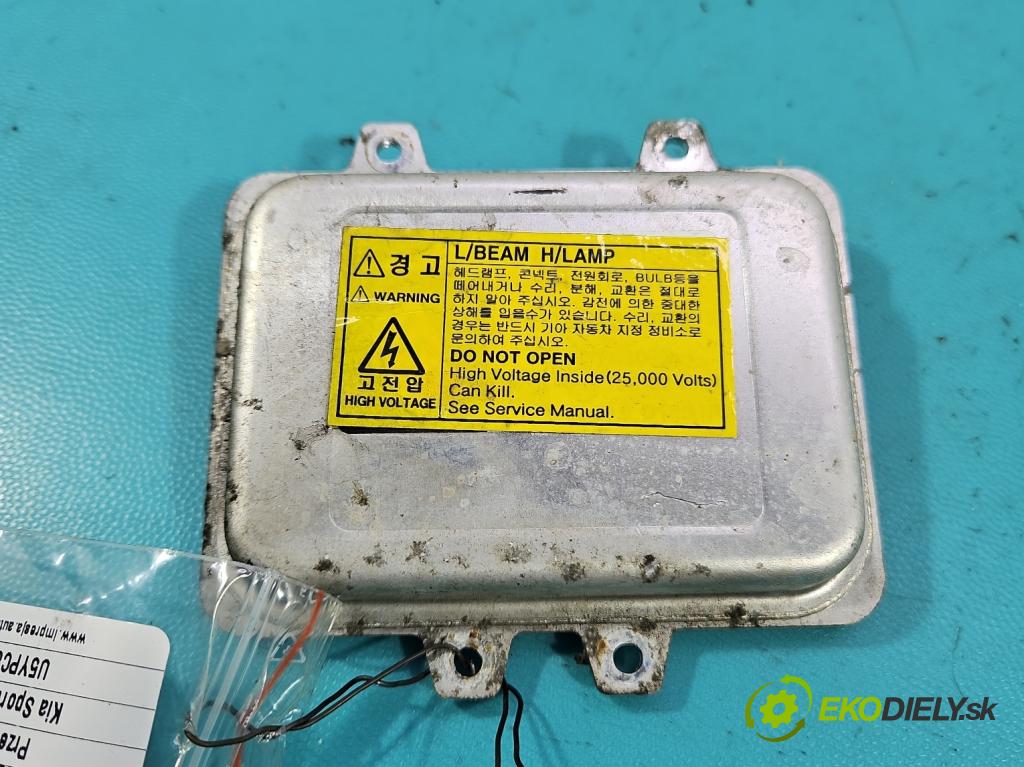 경 고
WARNING
고전압
HIGH VOLTAGE
L/BEAM H/LAMP
헤드램프, 콘넥트, 전원회로, BULB등을
떼어내거나 수리, 분해, 교환은 절대로
하지 말아 주십시오. 감전에 의한 중대한
상해를 입을수가 있습니다. 수리, 교환의
경우는 반드시 기아 자동차 지정 정비소로
문의하여 주십시오.
DO NOT OPEN
High Voltage Inside(25,000 Volts)
Can Kill.
See Service Manual.
Prze
Kia Spor
U5YPC
www.impresja.aut
EKODIELY.sk